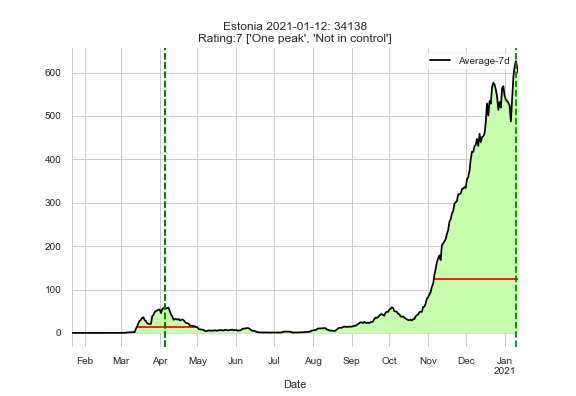 Estonia 2021-01-12: 34138
Rating:7 ['One peak', 'Not in control']
Average-7d
600
500
400
300
200
100
0
Feb Mar Apr May Jun Jul Aug Sep Oct Nov Dec Jan
2021
Date